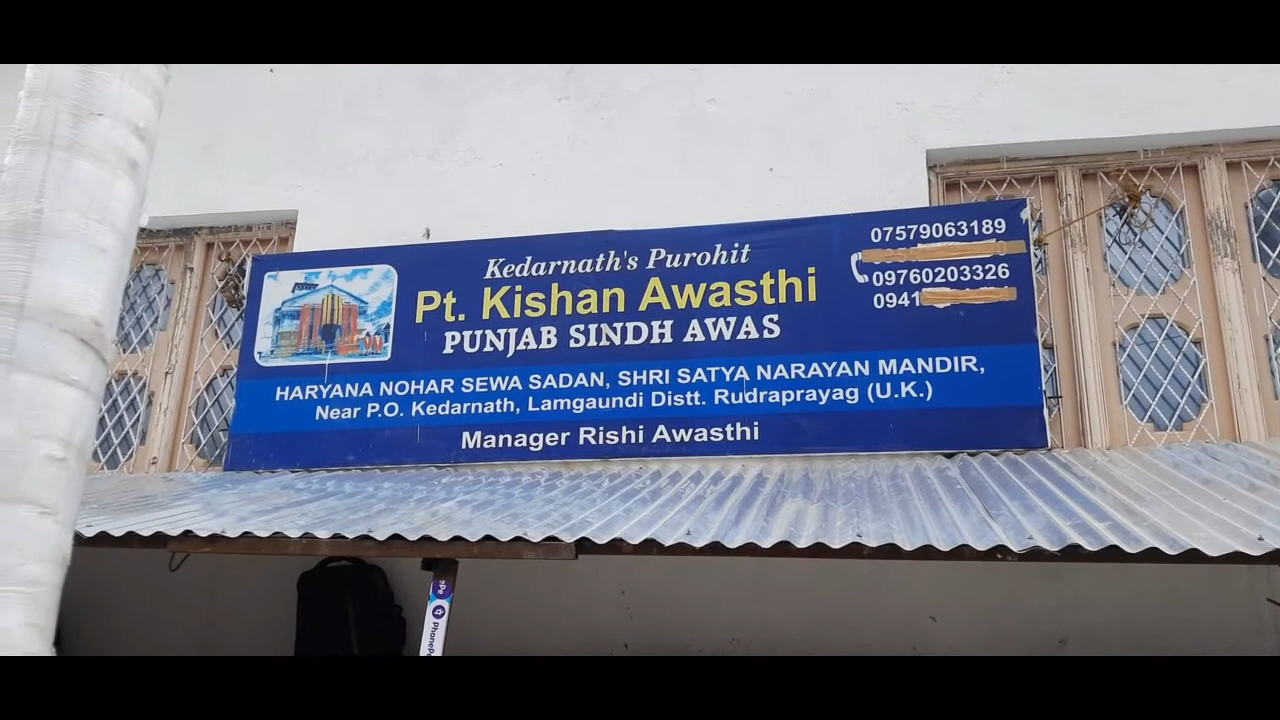 Kedarnath's Purohit
Pt. Kishan Awasthi
PUNJAB SINDH AWAS
07579063189
09760203326
0941
HARYANA NOHAR SEWA SADAN, SHRI SATYA NARAYAN MANDIR,
Near P.O. Kedarnath, Lamgaundi Distt. Rudraprayag (U.K.)
Manager Rishi Awasthi
ePe
PhonePe